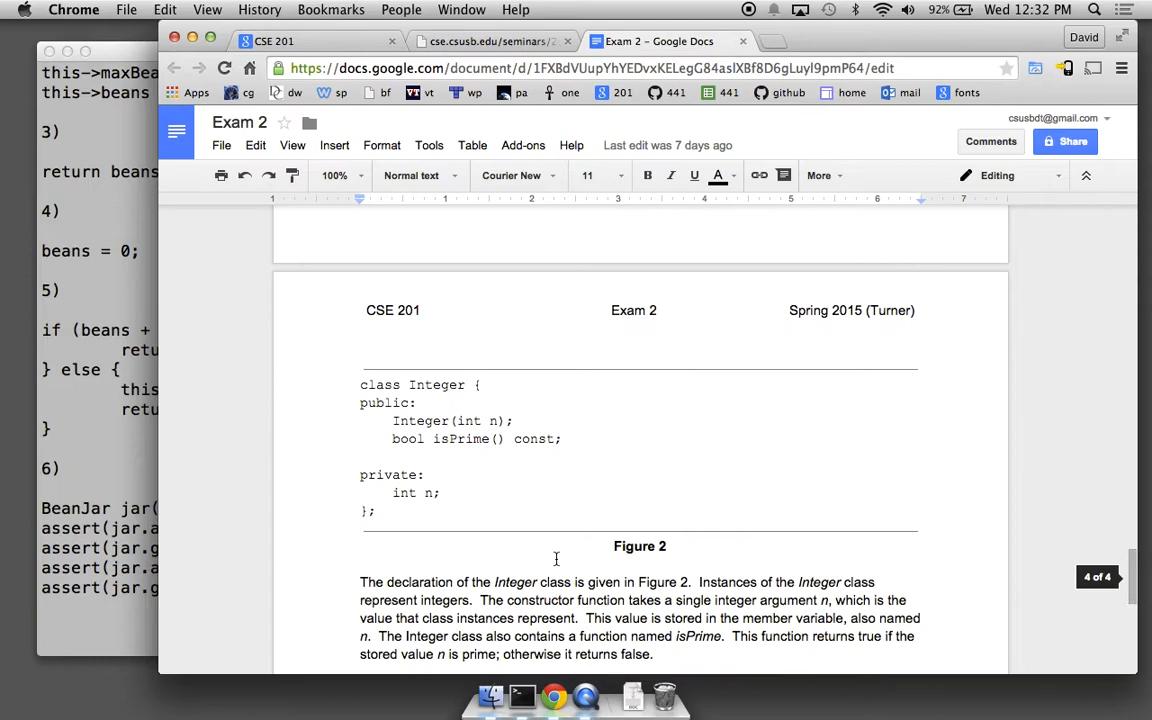 Chrome File Edit View History Bookmarks People Window Help 92% Wed 12:32 PM
CSE 201 cse.csusb.edu/seminars/2 Exam 2 – Google Docs David
https://docs.google.com/document/d/1FXBdVUupYhYEDvxKELegG84aslXBf8D6gLuyI9pmP64/edit
Apps cg dw sp bf vt wp pa one 201 441 441 github home mail fonts
Exam 2 csusbdt@gmail.com
File Edit View Insert Format Tools Table Add-ons Help Last edit was 7 days ago Comments Share
100% Normal text Courier New 11 B I U A More Editing
1 1 2 3 4 5 6 7
this->maxBea
this->beans
3)
return beans
4)
beans = 0;
5)
if (beans +
retu
} else {
this
retu
}
6)
BeanJar jar(
assert(jar.a
assert(jar.g
assert(jar.a
assert(jar.g
CSE 201 Exam 2 Spring 2015 (Turner)
class Integer {
public:
Integer(int n);
bool isPrime() const;
private:
int n;
};
Figure 2
The declaration of the Integer class is given in Figure 2. Instances of the Integer class
represent integers. The constructor function takes a single integer argument n, which is the
value that class instances represent. This value is stored in the member variable, also named
n. The Integer class also contains a function named isPrime. This function returns true if the
stored value n is prime; otherwise it returns false.
4 of 4